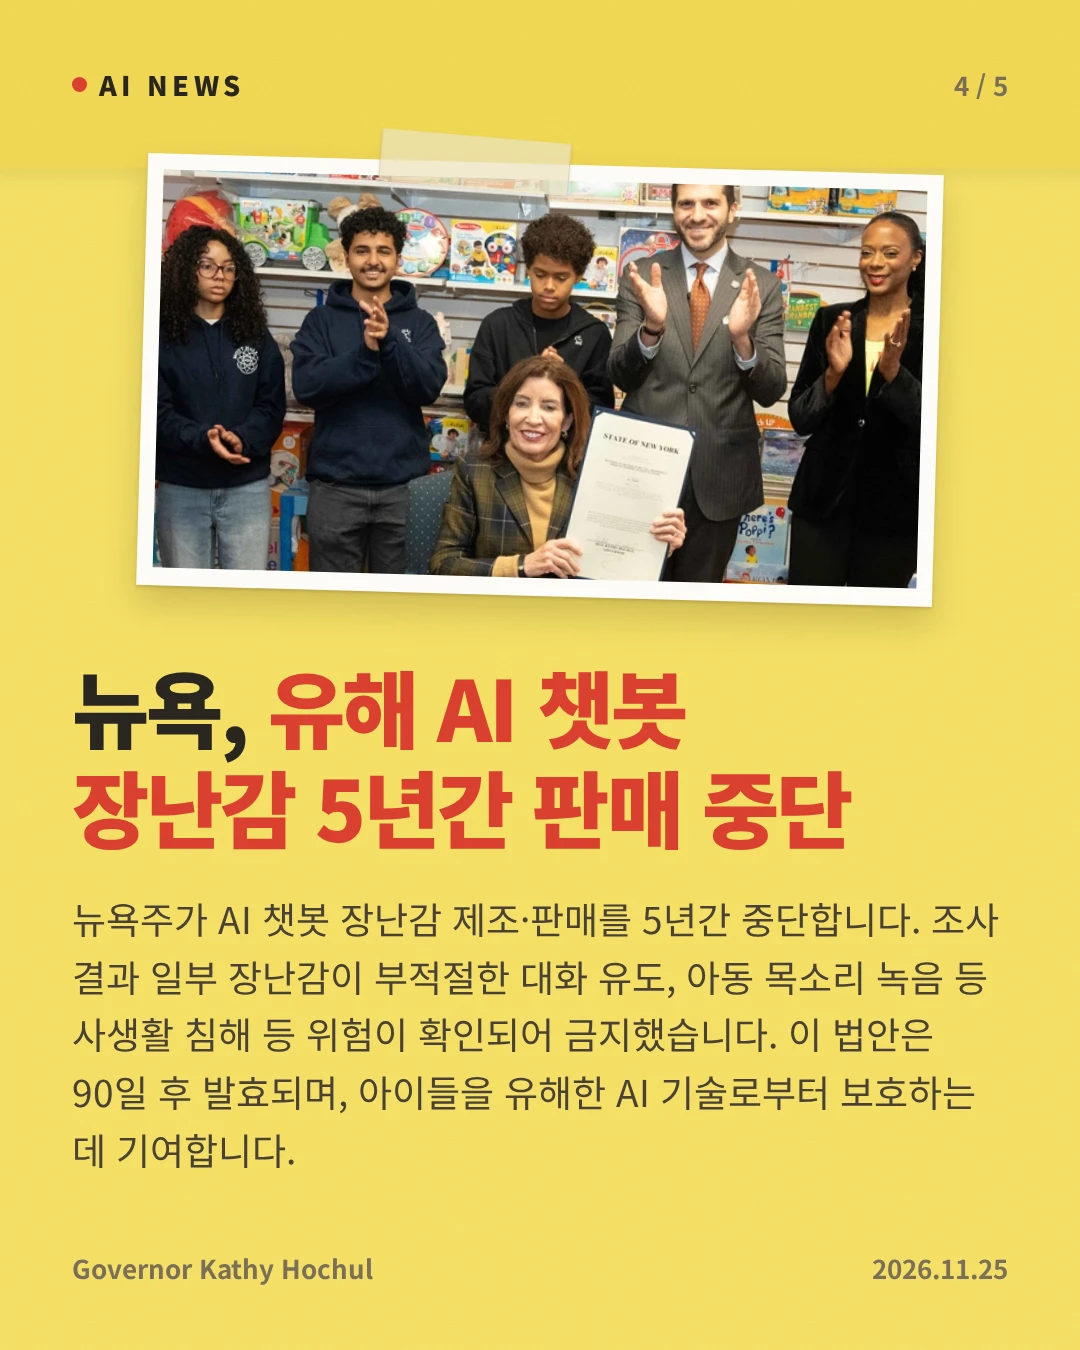 AI NEWS
4 / 5
STATE OF NEW YORK
here's
Poppi?
뉴욕, 유해 AI 챗봇
장난감 5년간 판매 중단
뉴욕주가 AI 챗봇 장난감 제조·판매를 5년간 중단합니다. 조사
결과 일부 장난감이 부적절한 대화 유도, 아동 목소리 녹음 등
사생활 침해 등 위험이 확인되어 금지했습니다. 이 법안은
90일 후 발효되며, 아이들을 유해한 AI 기술로부터 보호하는
데 기여합니다.
Governor Kathy Hochul
2026.11.25